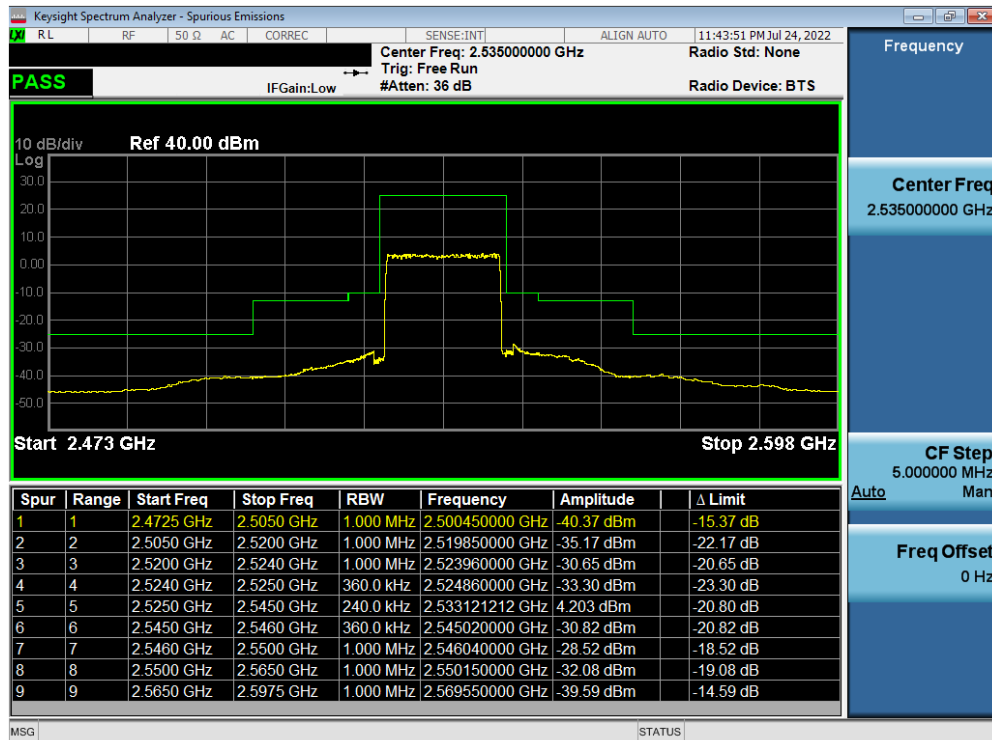 Keysight Spectrum Analyzer - Spurious Emissions
LXI RL RF 50 Ω AC CORREC SENSE:INT ALIGN AUTO 11:43:51 PM Jul 24, 2022
Center Freq: 2.535000000 GHz Radio Std: None
Trig: Free Run
PASS IFGain:Low #Atten: 36 dB Radio Device: BTS
Frequency
10 dB/div Ref 40.00 dBm
Log
30.0
20.0
10.0
0.00
-10.0
-20.0
-30.0
-40.0
-50.0
Start 2.473 GHz Stop 2.598 GHz
Center Freq
2.535000000 GHz
CF Step
5.000000 MHz
Auto Man
Freq Offset
0 Hz
Spur Range Start Freq Stop Freq RBW Frequency Amplitude Δ Limit
1 1 2.4725 GHz 2.5050 GHz 1.000 MHz 2.500450000 GHz -40.37 dBm -15.37 dB
2 2 2.5050 GHz 2.5200 GHz 1.000 MHz 2.519850000 GHz -35.17 dBm -22.17 dB
3 3 2.5200 GHz 2.5240 GHz 1.000 MHz 2.523960000 GHz -30.65 dBm -20.65 dB
4 4 2.5240 GHz 2.5250 GHz 360.0 kHz 2.524860000 GHz -33.30 dBm -23.30 dB
5 5 2.5250 GHz 2.5450 GHz 240.0 kHz 2.533121212 GHz 4.203 dBm -20.80 dB
6 6 2.5450 GHz 2.5460 GHz 360.0 kHz 2.545020000 GHz -30.82 dBm -20.82 dB
7 7 2.5460 GHz 2.5500 GHz 1.000 MHz 2.546040000 GHz -28.52 dBm -18.52 dB
8 8 2.5500 GHz 2.5650 GHz 1.000 MHz 2.550150000 GHz -32.08 dBm -19.08 dB
9 9 2.5650 GHz 2.5975 GHz 1.000 MHz 2.569550000 GHz -39.59 dBm -14.59 dB
MSG STATUS